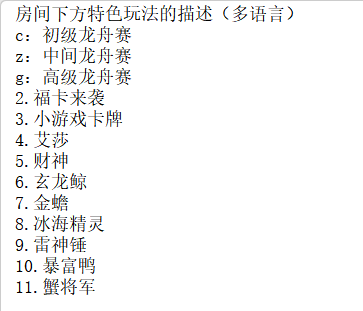 房间下方特色玩法的描述（多语言）
c：初级龙舟赛
z：中间龙舟赛
g：高级龙舟赛
2.福卡来袭
3.小游戏卡牌
4.艾莎
5.财神
6.玄龙鲸
7.金蟾
8.冰海精灵
9.雷神锤
10.暴富鸭
11.蟹将军